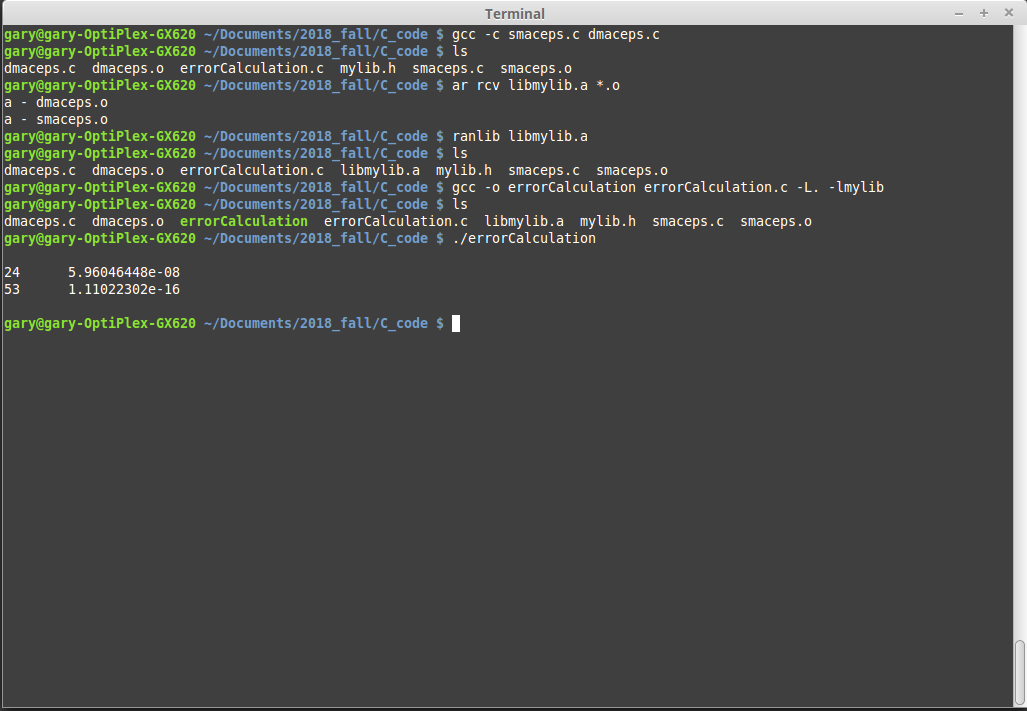 Terminal
gary@gary-OptiPlex-GX620 ~/Documents/2018_fall/C_code $ gcc -c smaceps.c dmaceps.c
gary@gary-OptiPlex-GX620 ~/Documents/2018_fall/C_code $ ls
dmaceps.c  dmaceps.o  errorCalculation.c  mylib.h  smaceps.c  smaceps.o
gary@gary-OptiPlex-GX620 ~/Documents/2018_fall/C_code $ ar rcv libmylib.a *.o
a - dmaceps.o
a - smaceps.o
gary@gary-OptiPlex-GX620 ~/Documents/2018_fall/C_code $ ranlib libmylib.a
gary@gary-OptiPlex-GX620 ~/Documents/2018_fall/C_code $ ls
dmaceps.c  dmaceps.o  errorCalculation.c  libmylib.a  mylib.h  smaceps.c  smaceps.o
gary@gary-OptiPlex-GX620 ~/Documents/2018_fall/C_code $ gcc -o errorCalculation errorCalculation.c -L. -lmylib
gary@gary-OptiPlex-GX620 ~/Documents/2018_fall/C_code $ ls
dmaceps.c  dmaceps.o  errorCalculation  errorCalculation.c  libmylib.a  mylib.h  smaceps.c  smaceps.o
gary@gary-OptiPlex-GX620 ~/Documents/2018_fall/C_code $ ./errorCalculation
24      5.96046448e-08
53      1.11022302e-16
gary@gary-OptiPlex-GX620 ~/Documents/2018_fall/C_code $